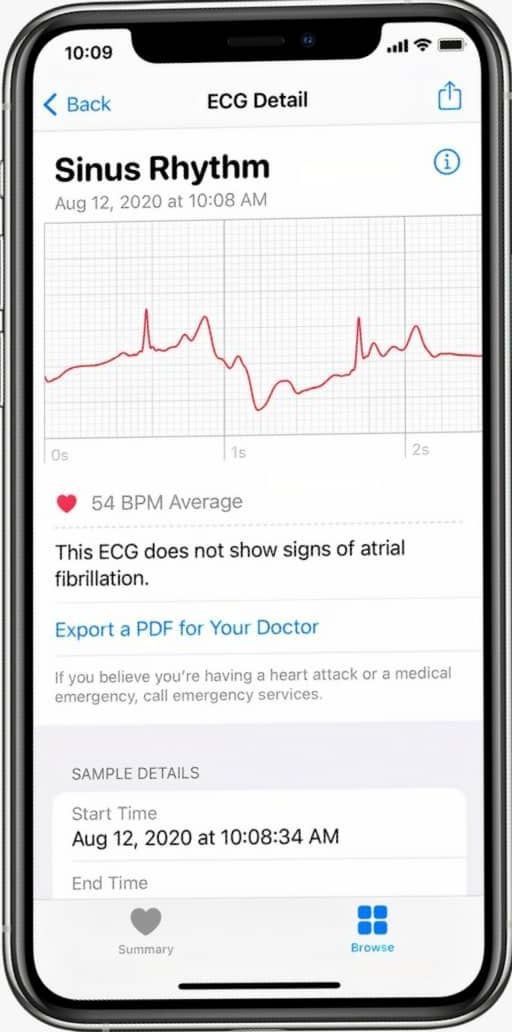 10:09
Back
ECG Detail
Sinus Rhythm
Aug 12, 2020 at 10:08 AM
0s
1s
2s
54 BPM Average
This ECG does not show signs of atrial
fibrillation.
Export a PDF for Your Doctor
If you believe you're having a heart attack or a medical
emergency, call emergency services.
SAMPLE DETAILS
Start Time
Aug 12, 2020 at 10:08:34 AM
End Time
Summary
Browse